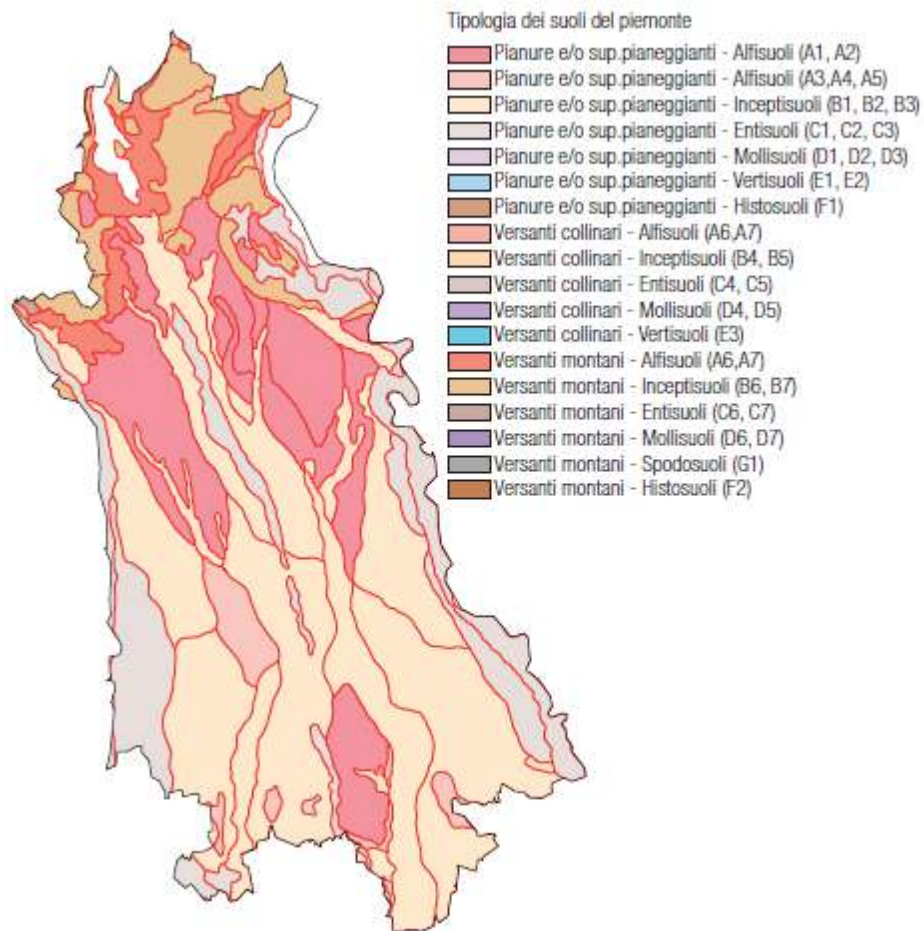 Tipologia dei suoli del piemonte
Pianure e/o sup.pianeggianti - Alfisuoli (A1, A2)
Pianure e/o sup.pianeggianti - Alfisuoli (A3,A4, A5)
Pianure e/o sup.pianeggianti - Inceptisuoli (B1, B2, B3)
Pianure e/o sup.pianeggianti - Entisuoli (C1, C2, C3)
Pianure e/o sup.pianeggianti - Mollisuoli (D1, D2, D3)
Pianure e/o sup.pianeggianti - Vertisuoli (E1, E2)
Pianure e/o sup.pianeggianti - Histosuoli (F1)
Versanti collinari - Alfisuoli (A6,A7)
Versanti collinari - Inceptisuoli (B4, B5)
Versanti collinari - Entisuoli (C4, C5)
Versanti collinari - Mollisuoli (D4, D5)
Versanti collinari - Vertisuoli (E3)
Versanti montani - Alfisuoli (A6,A7)
Versanti montani - Inceptisuoli (B6, B7)
Versanti montani - Entisuoli (C6, C7)
Versanti montani - Mollisuoli (D6, D7)
Versanti montani - Spodosuoli (G1)
Versanti montani - Histosuoli (F2)